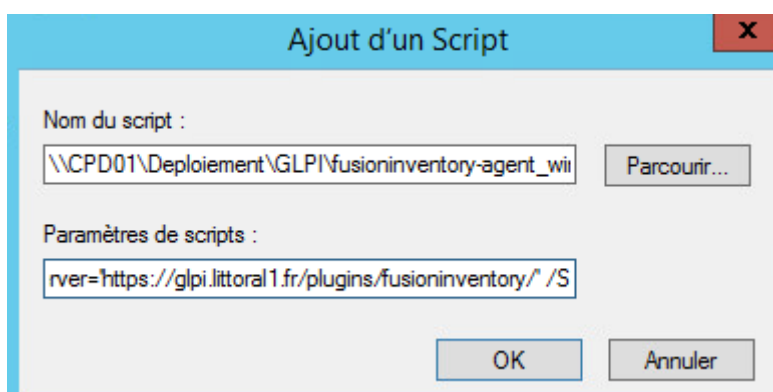 Ajout d'un Script
x
Nom du script :
\\CPD01\Deploiement\GLPI\fusioninventory-agent_wi
Parcourir...
Paramètres de scripts :
rver='https://glpi.littoral1.fr/plugins/fusioninventory/" /S
OK
Annuler